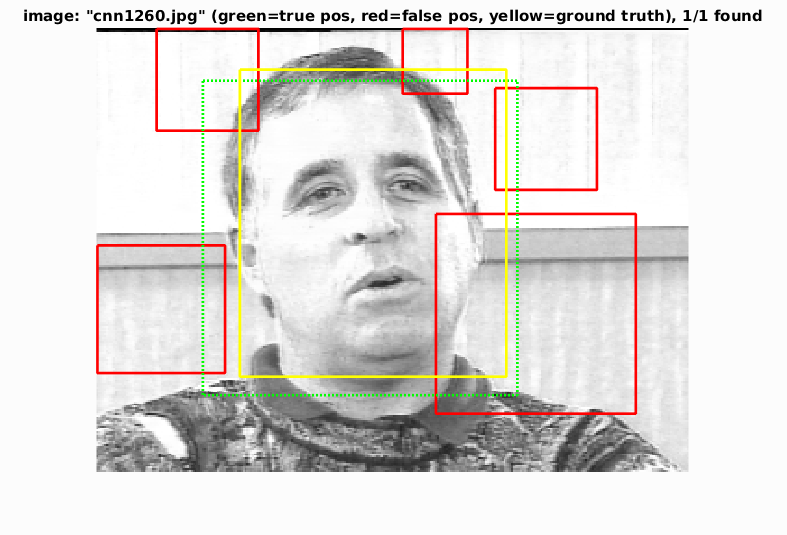 image: "cnn1260.jpg" (green=true pos, red=false pos, yellow=ground truth), 1/1 found